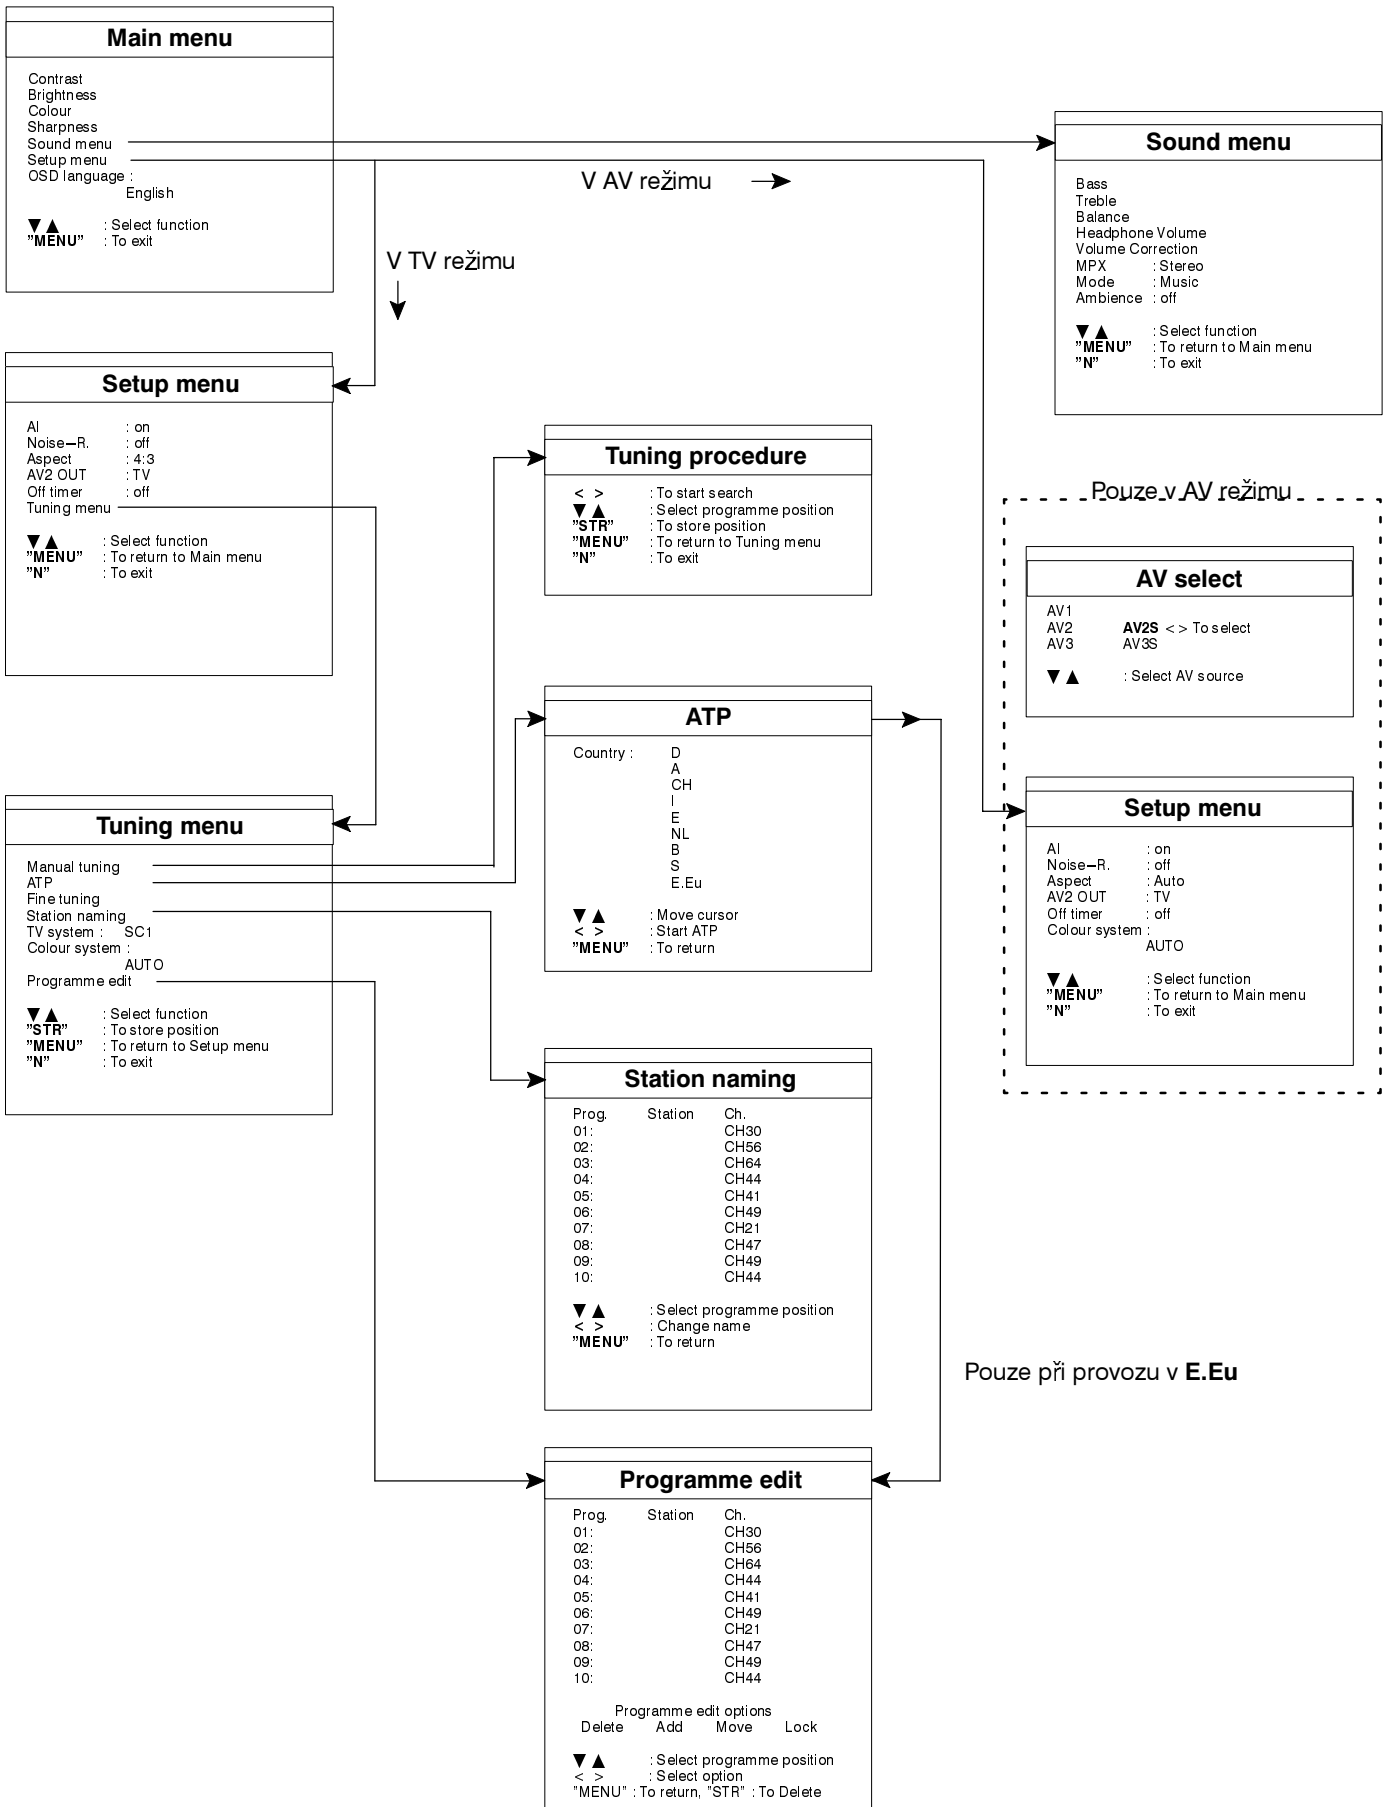 Main menu
Contrast
Brightness
Colour
Sharpness
Sound menu
Setup menu
OSD language :
English
▼ ▲ : Select function
"MENU" : To exit
V AV režimu
V TV režimu
Sound menu
Bass
Treble
Balance
Headphone Volume
Volume Correction
MPX : Stereo
Mode : Music
Ambience : off
▼ ▲ : Select function
"MENU" : To return to Main menu
"N" : To exit
Setup menu
AI : on
Noise–R. : off
Aspect : 4:3
AV2 OUT : TV
Off timer : off
Tuning menu
▼ ▲ : Select function
"MENU" : To return to Main menu
"N" : To exit
Tuning procedure
< > : To start search
▼ ▲ : Select programme position
"STR" : To store position
"MENU" : To return to Tuning menu
"N" : To exit
Pouze v AV režimu
AV select
AV1
AV2 AV2S < > To select
AV3 AV3S
▼ ▲ : Select AV source
ATP
Country : D
A
CH
I
E
NL
B
S
E.Eu
▼ ▲ : Move cursor
< > : Start ATP
"MENU" : To return
Setup menu
AI : on
Noise–R. : off
Aspect : Auto
AV2 OUT : TV
Off timer : off
Colour system :
AUTO
▼ ▲ : Select function
"MENU" : To return to Main menu
"N" : To exit
Tuning menu
Manual tuning
ATP
Fine tuning
Station naming
TV system : SC1
Colour system :
AUTO
Programme edit
▼ ▲ : Select function
"STR" : To store position
"MENU" : To return to Setup menu
"N" : To exit
Station naming
Prog. Station Ch.
01: CH30
02: CH56
03: CH64
04: CH44
05: CH41
06: CH49
07: CH21
08: CH47
09: CH49
10: CH44
▼ ▲ : Select programme position
< > : Change name
"MENU" : To return
Pouze při provozu v E.Eu
Programme edit
Prog. Station Ch.
01: CH30
02: CH56
03: CH64
04: CH44
05: CH41
06: CH49
07: CH21
08: CH47
09: CH49
10: CH44
Programme edit options
Delete Add Move Lock
▼ ▲ : Select programme position
< > : Select option
"MENU" : To return, "STR" : To Delete